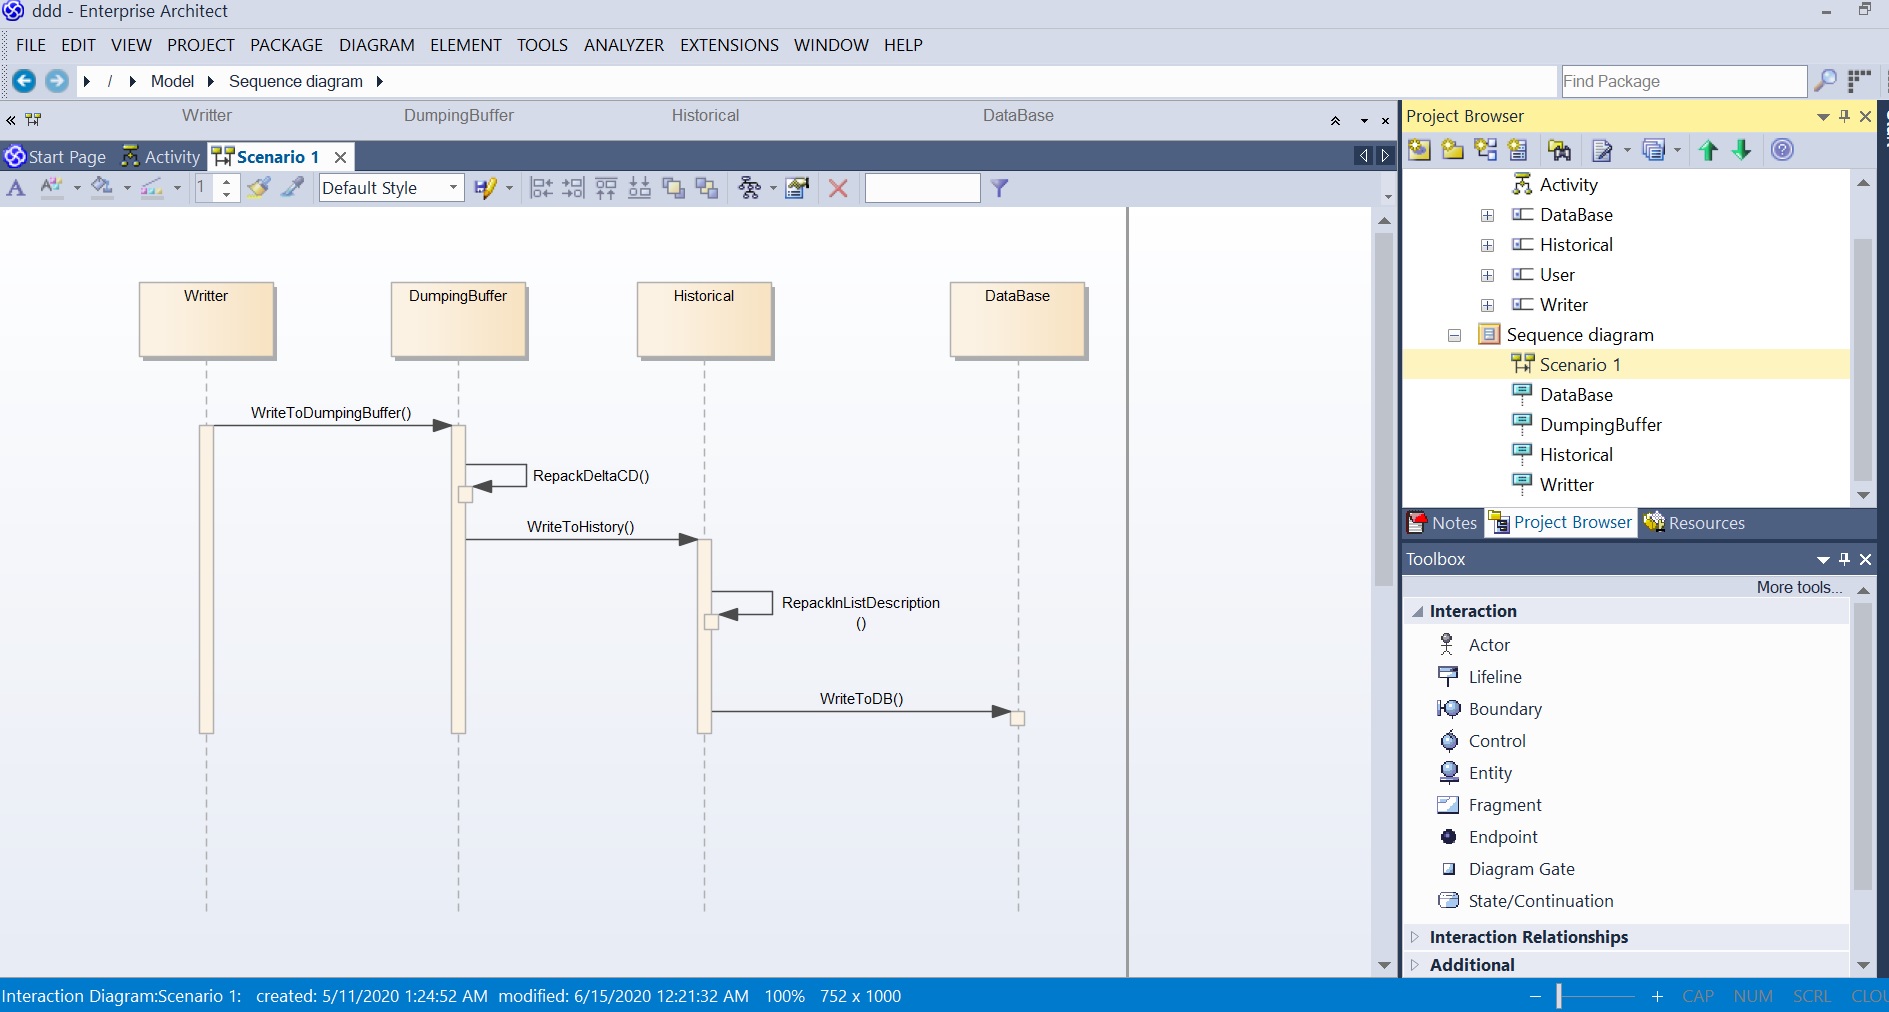 ddd - Enterprise Architect
FILE EDIT VIEW PROJECT PACKAGE DIAGRAM ELEMENT TOOLS ANALYZER EXTENSIONS WINDOW HELP
/ Model Sequence diagram
Find Package
Writter DumpingBuffer Historical DataBase
Start Page Activity Scenario 1
1 Default Style
Writter DumpingBuffer Historical DataBase
WriteToDumpingBuffer()
RepackDeltaCD()
WriteToHistory()
RepackInListDescription
()
WriteToDB()
Project Browser
Activity
DataBase
Historical
User
Writer
Sequence diagram
Scenario 1
DataBase
DumpingBuffer
Historical
Writter
Notes Project Browser Resources
Toolbox
More tools...
Interaction
Actor
Lifeline
Boundary
Control
Entity
Fragment
Endpoint
Diagram Gate
State/Continuation
Interaction Relationships
Additional
Interaction Diagram:Scenario 1: created: 5/11/2020 1:24:52 AM modified: 6/15/2020 12:21:32 AM 100% 752 x 1000
CAP NUM SCRL CLOU